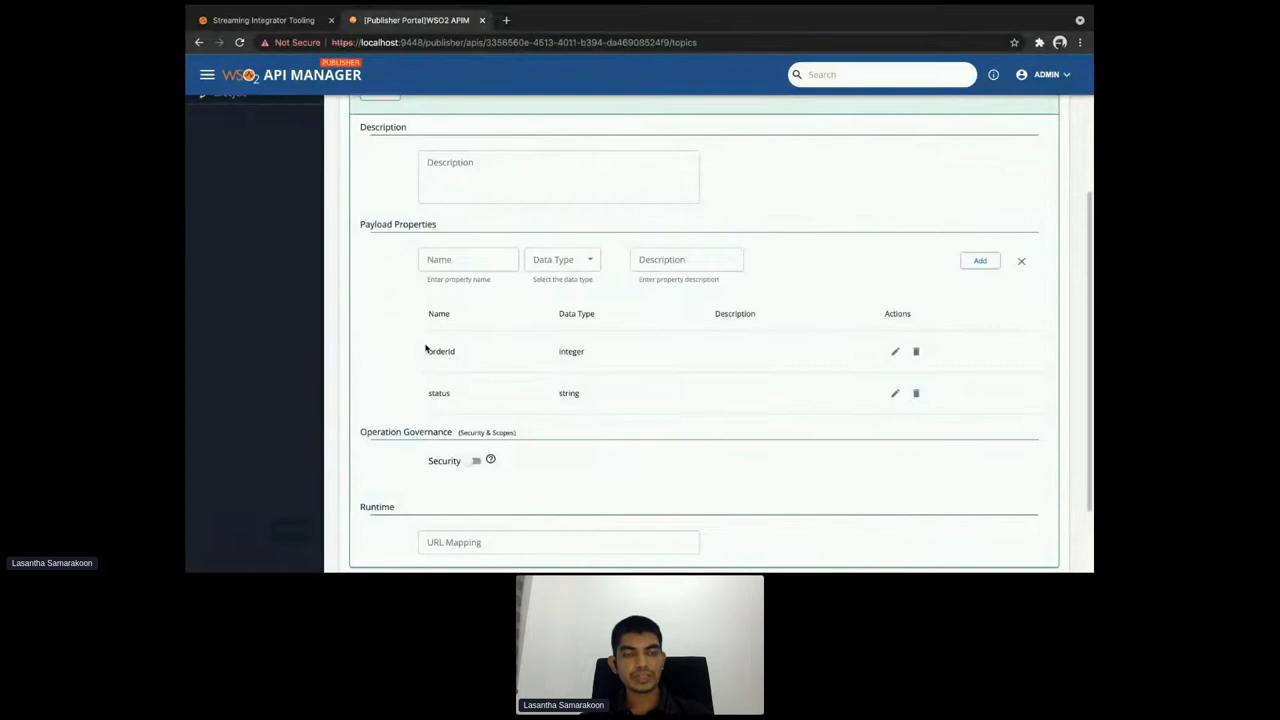 Streaming Integrator Tooling
[Publisher Portal]WSO2 APIM
Not Secure
https://localhost:9448/publisher/apis/3356560e-4513-4011-b394-da46908524f9/topics
PUBLISHER
WSO2 API MANAGER
Search
ADMIN
Lifecycle
Description
Description
Payload Properties
Name
Data Type
Description
Add
Enter property name
Select the data type.
Enter property description
Name
Data Type
Description
Actions
orderId
integer
status
string
Operation Governance (Security & Scopes)
Security
Runtime
URL Mapping
Lasantha Samarakoon
Lasantha Samarakoon